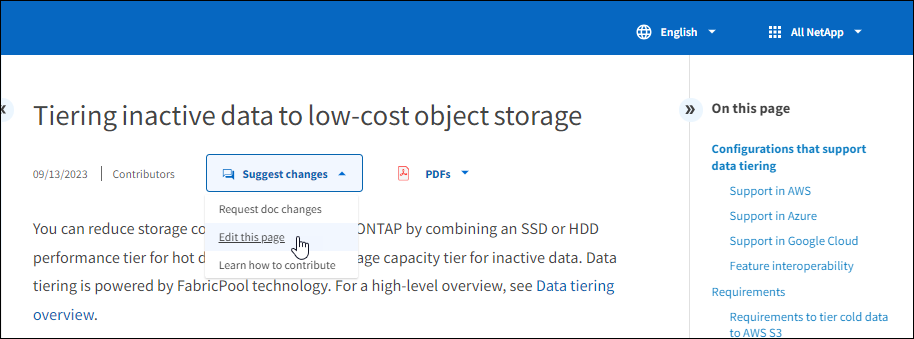 English
All NetApp
Tiering inactive data to low-cost object storage
09/13/2023
Contributors
Suggest changes
PDFs
Request doc changes
Edit this page
Learn how to contribute
You can reduce storage co ONTAP by combining an SSD or HDD
performance tier for hot d age capacity tier for inactive data. Data
tiering is powered by FabricPool technology. For a high-level overview, see Data tiering
overview.
On this page
Configurations that support
data tiering
Support in AWS
Support in Azure
Support in Google Cloud
Feature interoperability
Requirements
Requirements to tier cold data
to AWS S3